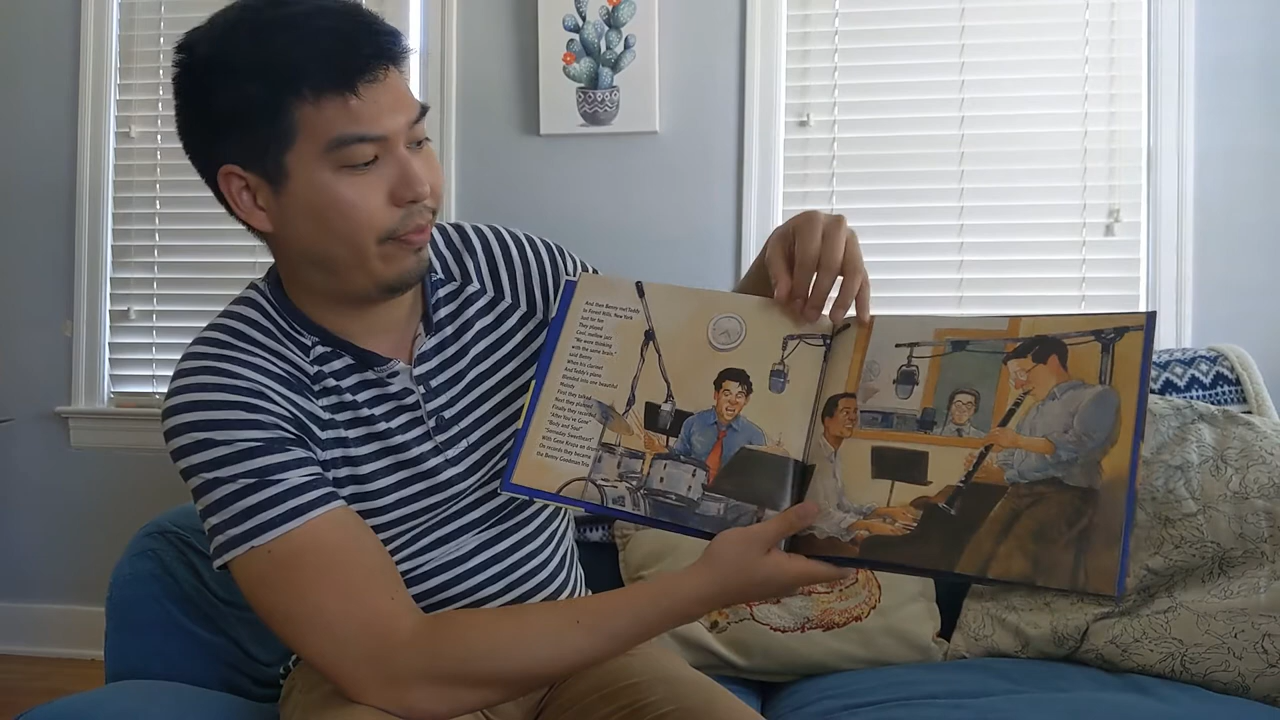 And then Benny met Teddy
In Forest Hills, New York
Just for fun
They played
Cool, mellow jazz
"We were thinking
with the same brain,"
said Benny
When his clarinet
And Teddy's piano
Blended into one beautiful
Melody
First they talked
Next they planned
Finally they recorded
"After You've Gone"
"Body and Soul"
"Someday Sweetheart"
With Gene Krupa on drums
On records they became
the Benny Goodman Trio